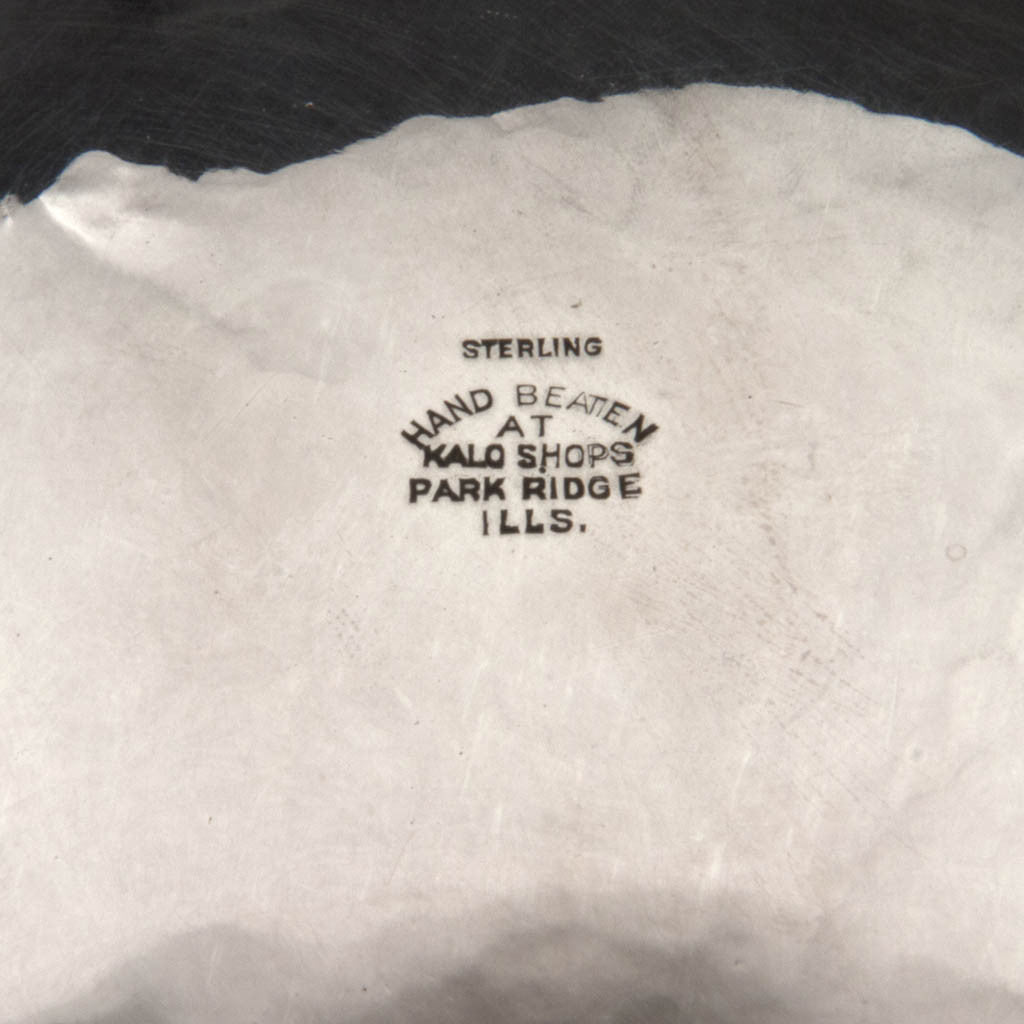 STERLING
HAND BEATEN
AT
KALO SHOPS
PARK RIDGE
ILLS.